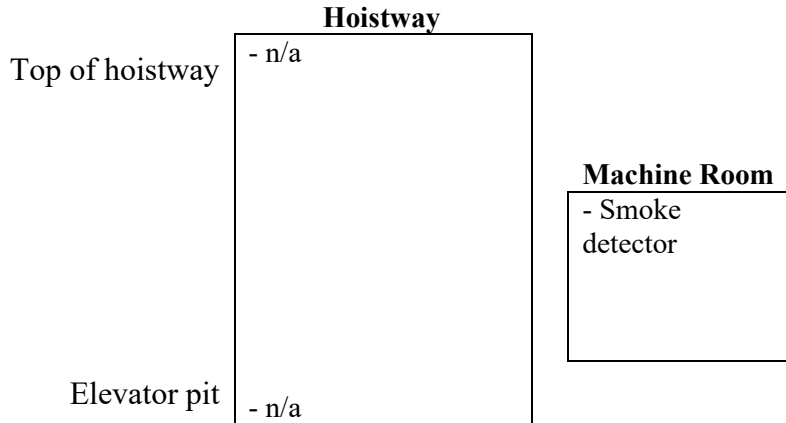 Hoistway
Top of hoistway
- n/a
Machine Room
- Smoke
detector
Elevator pit
- n/a